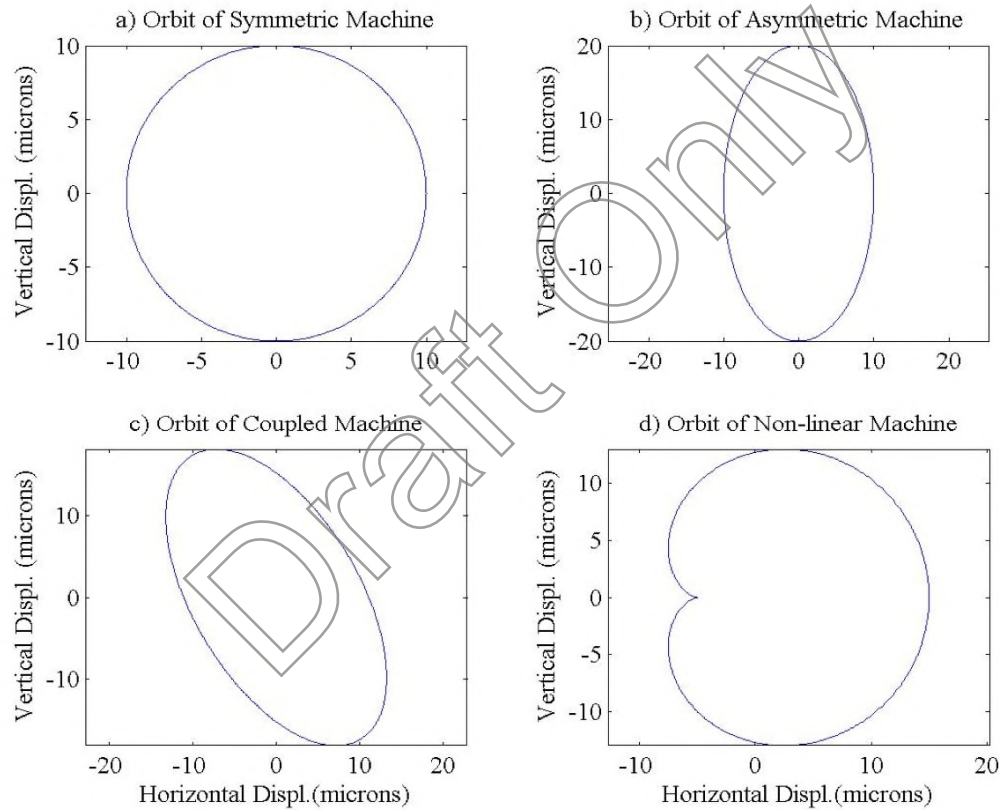 a) Orbit of Symmetric Machine
Vertical Displ. (microns)
10
5
0
-5
-10
-10 -5 0 5 10
b) Orbit of Asymmetric Machine
Vertical Displ. (microns)
20
10
0
-10
-20
-20 -10 0 10 20
c) Orbit of Coupled Machine
Vertical Displ. (microns)
10
0
-10
-20 -10 0 10 20
Horizontal Displ.(microns)
d) Orbit of Non-linear Machine
Vertical Displ. (microns)
10
5
0
-5
-10
-10 0 10 20
Horizontal Displ.(microns)
Draft Only